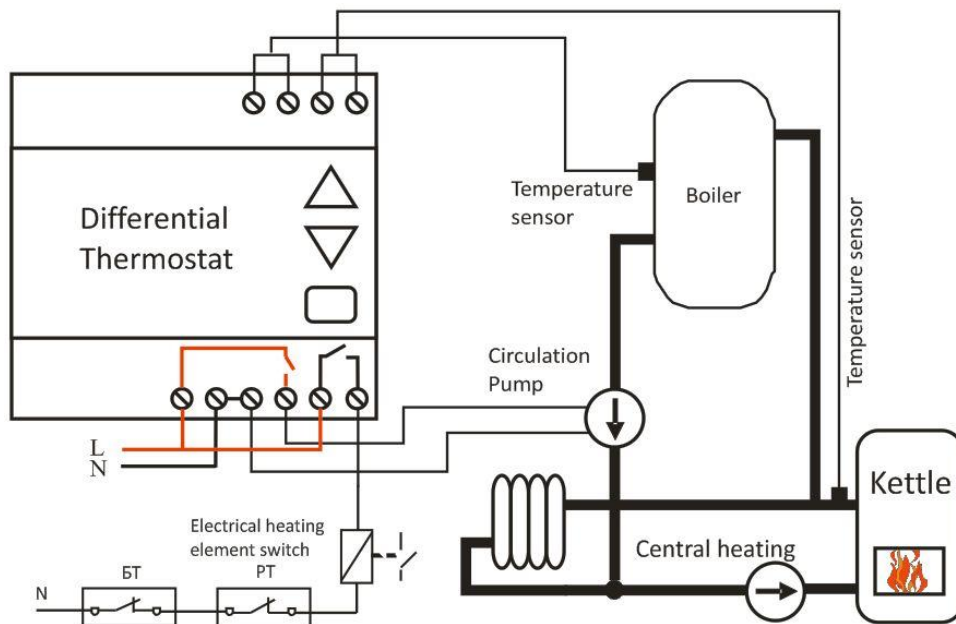 Differential
Thermostat
Temperature
sensor
Boiler
Temperature sensor
Circulation
Pump
L
N
Kettle
Electrical heating
element switch
Central heating
N
БТ
РТ